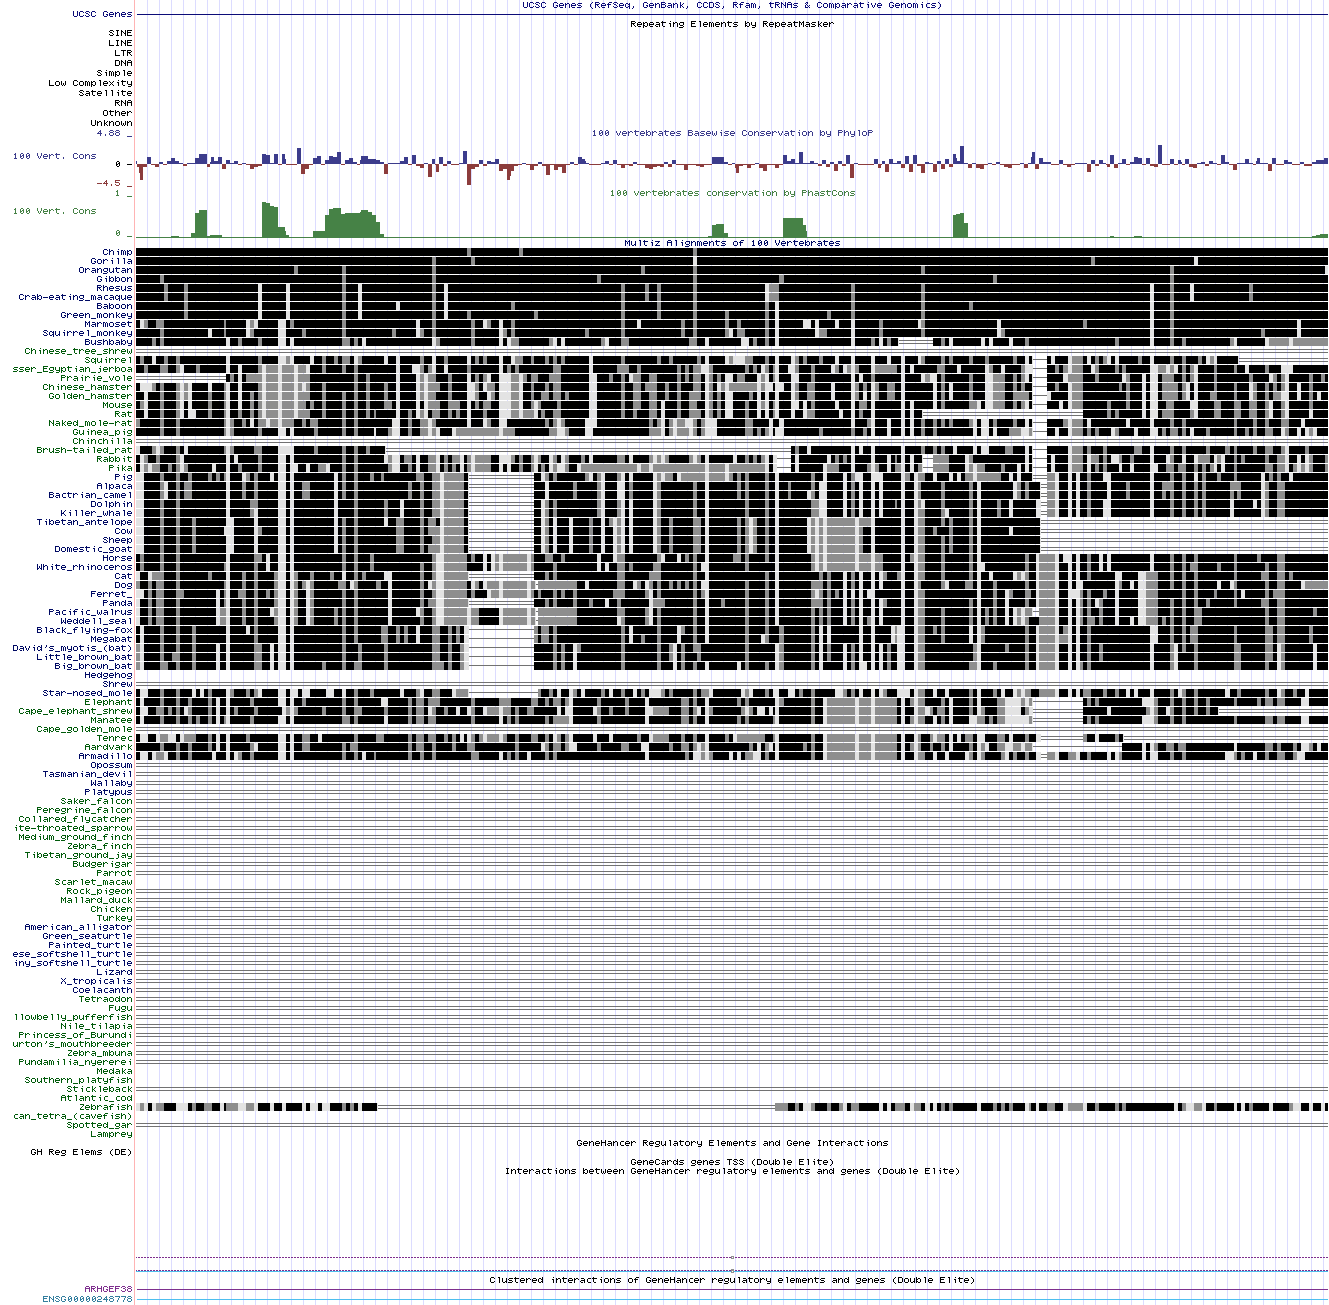 UCSC Genes (RefSeq, GenBank, CCDS, Rfam, tRNAs & Comparative Genomics)
UCSC Genes
Repeating Elements by RepeatMasker
SINE
LINE
LTR
DNA
Simple
Low Complexity
Satellite
RNA
Other
Unknown
4.88 _
100 vertebrates Basewise Conservation by PhyloP
100 Vert. Cons
0 _
-4.5 _
100 vertebrates conservation by PhastCons
1 _
100 Vert. Cons
0 _
Multiz Alignments of 100 Vertebrates
Chimp
Gorilla
Orangutan
Gibbon
Rhesus
Crab-eating_macaque
Baboon
Green_monkey
Marmoset
Squirrel_monkey
Bushbaby
Chinese_tree_shrew
Squirrel
sser_Egyptian_jerboa
Prairie_vole
Chinese_hamster
Golden_hamster
Mouse
Rat
Naked_mole-rat
Guinea_pig
Chinchilla
Brush-tailed_rat
Rabbit
Pika
Pig
Alpaca
Bactrian_camel
Dolphin
Killer_whale
Tibetan_antelope
Cow
Sheep
Domestic_goat
Horse
White_rhinoceros
Cat
Dog
Ferret_
Panda
Pacific_walrus
Weddell_seal
Black_flying-fox
Megabat
David's_myotis_(bat)
Little_brown_bat
Big_brown_bat
Hedgehog
Shrew
Star-nosed_mole
Elephant
Cape_elephant_shrew
Manatee
Cape_golden_mole
Tenrec
Aardvark
Armadillo
Opossum
Tasmanian_devil
Wallaby
Platypus
Saker_falcon
Peregrine_falcon
Collared_flycatcher
ite-throated_sparrow
Medium_ground_finch
Zebra_finch
Tibetan_ground_jay
Budgerigar
Parrot
Scarlet_macaw
Rock_pigeon
Mallard_duck
Chicken
Turkey
American_alligator
Green_seaturtle
Painted_turtle
ese_softshell_turtle
iny_softshell_turtle
Lizard
X_tropicalis
Coelacanth
Tetraodon
Fugu
llowbelly_pufferfish
Nile_tilapia
Princess_of_Burundi
urton's_mouthbreeder
Zebra_mbuna
Pundamilia_nyererei
Medaka
Southern_platyfish
Stickleback
Atlantic_cod
Zebrafish
can_tetra_(cavefish)
Spotted_gar
Lamprey
GeneHancer Regulatory Elements and Gene Interactions
GH Reg Elems (DE)
GeneCards genes TSS (Double Elite)
Interactions between GeneHancer regulatory elements and genes (Double Elite)
Clustered interactions of GeneHancer regulatory elements and genes (Double Elite)
ARHGEF38
ENSG00000248778